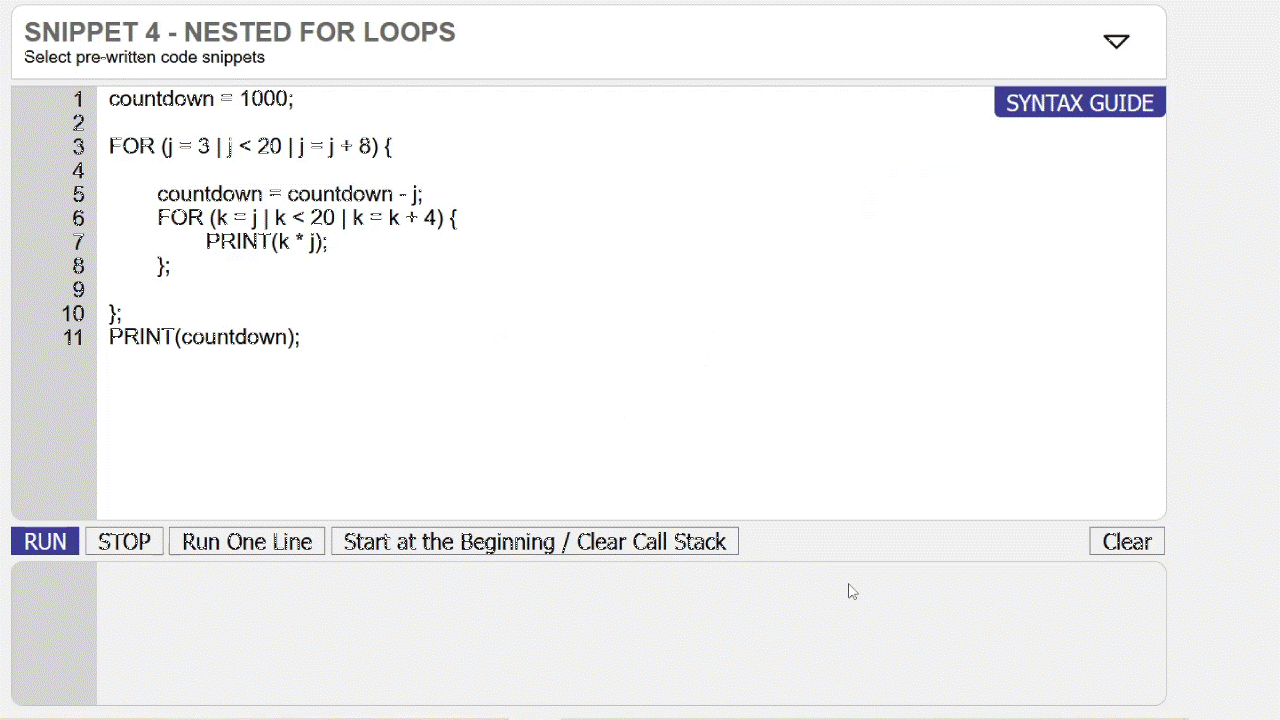 SNIPPET 4 - NESTED FOR LOOPS
Select pre-written code snippets
SYNTAX GUIDE
1 countdown = 1000;
2
3 FOR (j = 3 | j < 20 | j = j + 8) {
4
5 countdown = countdown - j;
6 FOR (k = j | k < 20 | k = k + 4) {
7 PRINT(k * j);
8 };
9
10 };
11 PRINT(countdown);
RUN STOP Run One Line Start at the Beginning / Clear Call Stack Clear